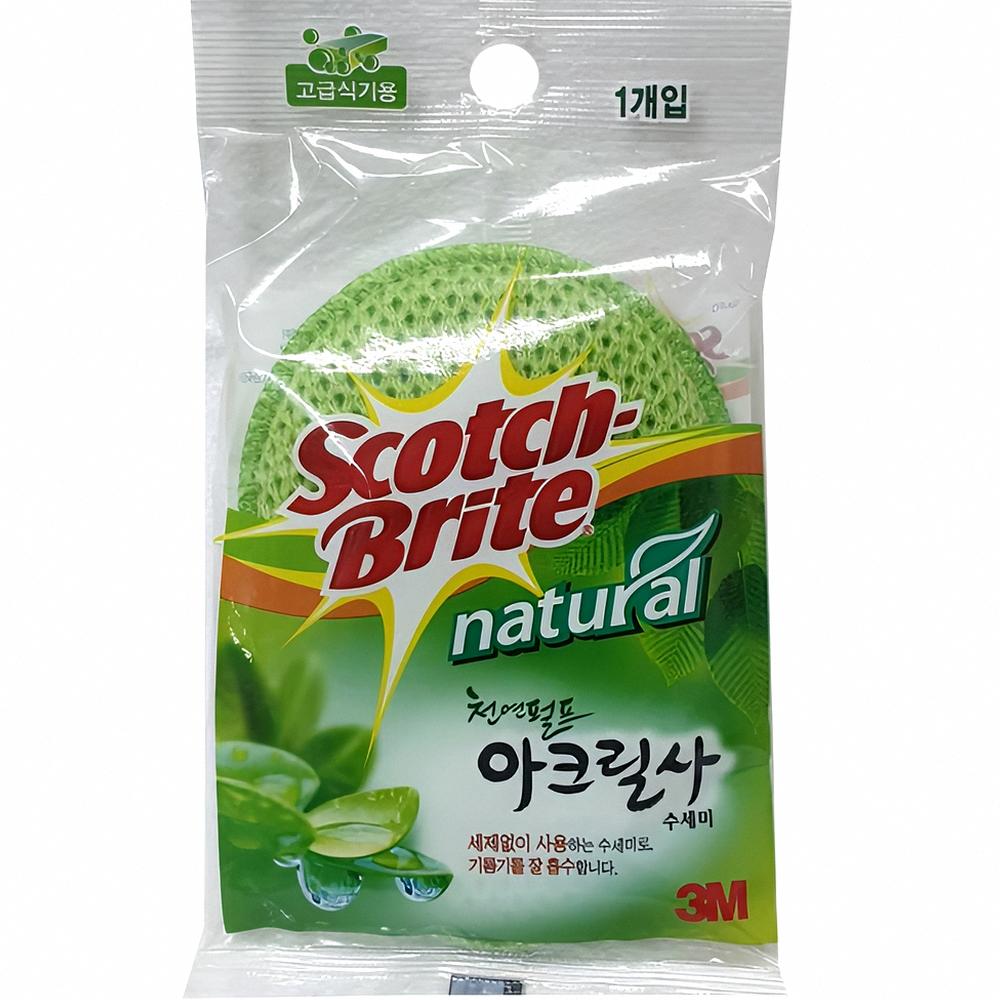 고급식기용
1개입
Scotch-
Brite
natural
천연펄프
아크릴사
수세미
세제없이 사용하는 수세미로
기름기를 잘 흡수합니다.
3M